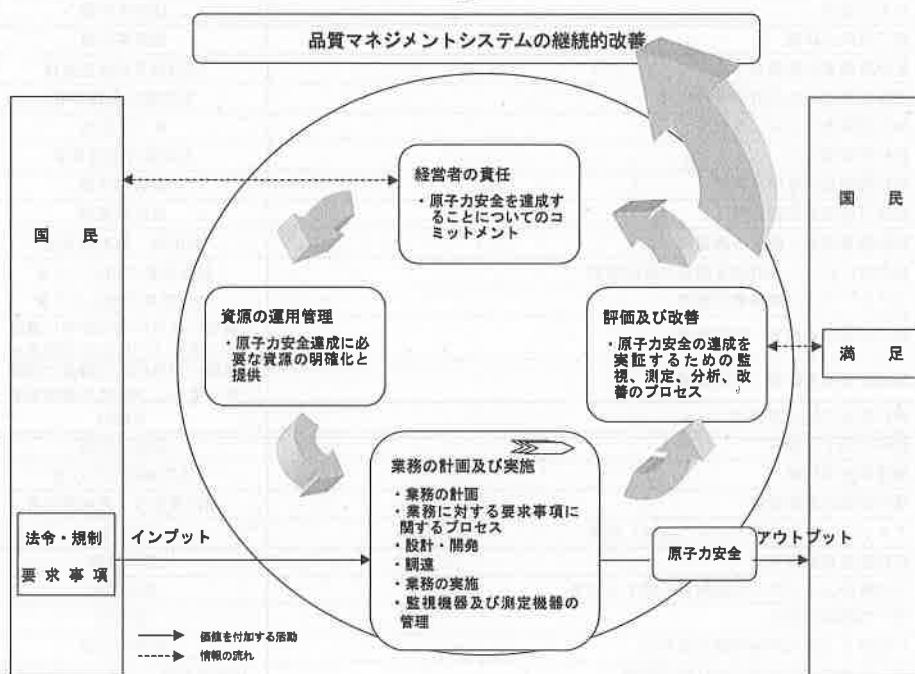 品質マネジメントシステムの継続的改善
国 民
経営者の責任
・原子力安全を達成す
ることについてのコ
ミットメント
国 民
資源の運用管理
・原子力安全達成に必
要な資源の明確化と
提供
評価及び改善
・原子力安全の達成を
実証するための監
視、測定、分析、改
善のプロセス
満 足
業務の計画及び実施
・業務の計画
・業務に対する要求事項に
関するプロセス
・設計・開発
・調達
・業務の実施
・監視機器及び測定機器の
管理
法令・規制
要求事項
インプット
原子力安全
アウトプット
価値を付加する活動
情報の流れ